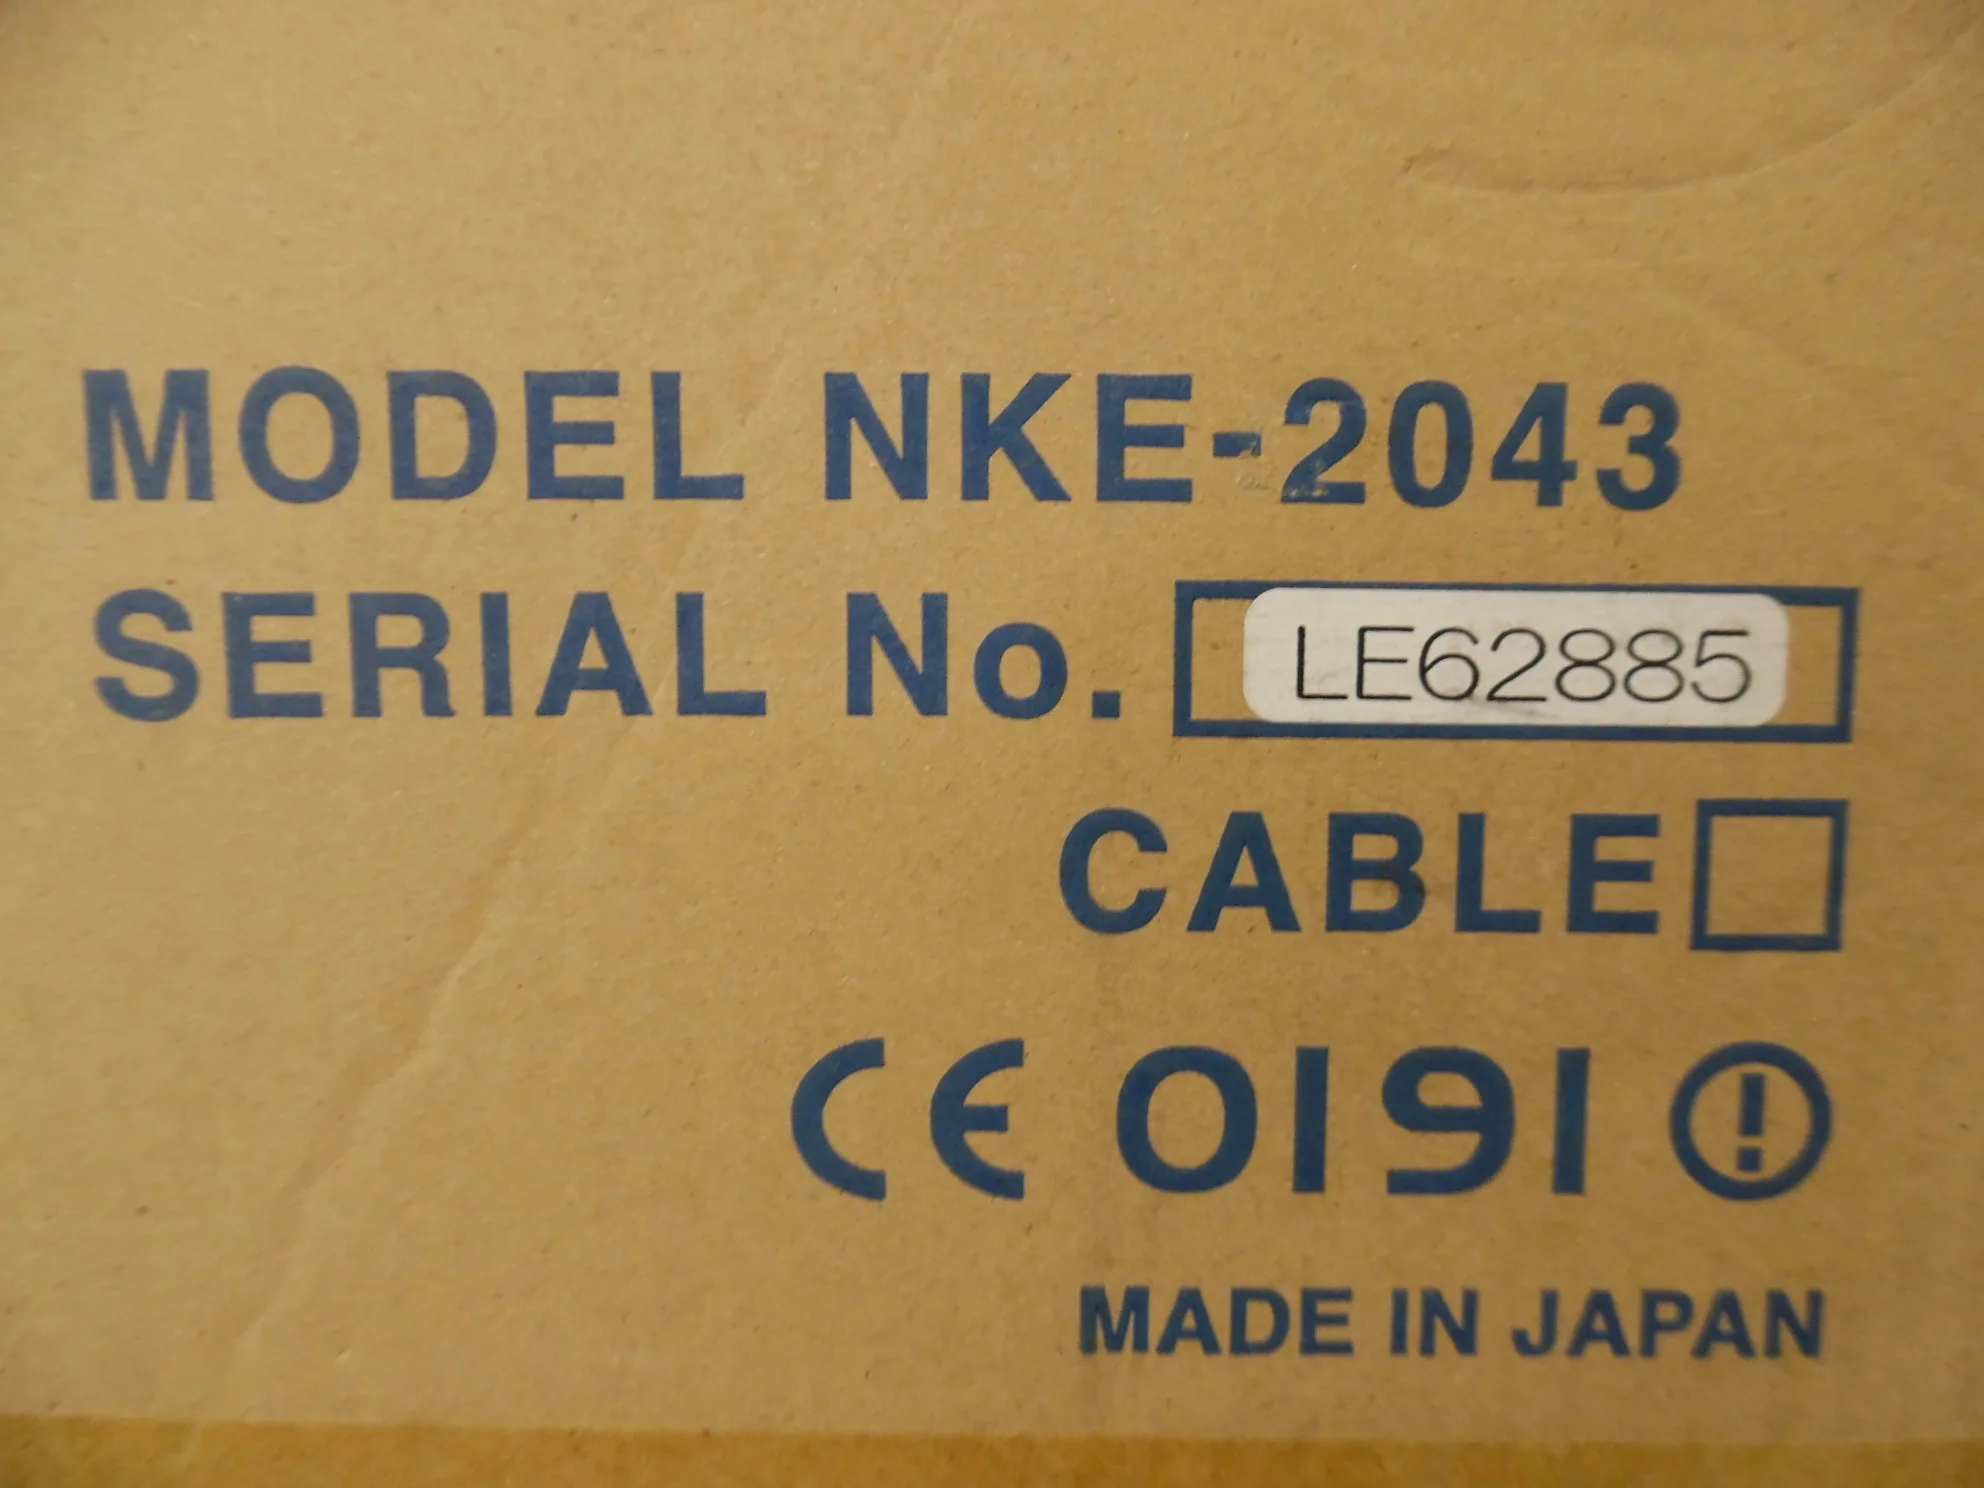 MODEL NKE-2043
SERIAL No. LE62885
CABLE
CE 0191 !
MADE IN JAPAN